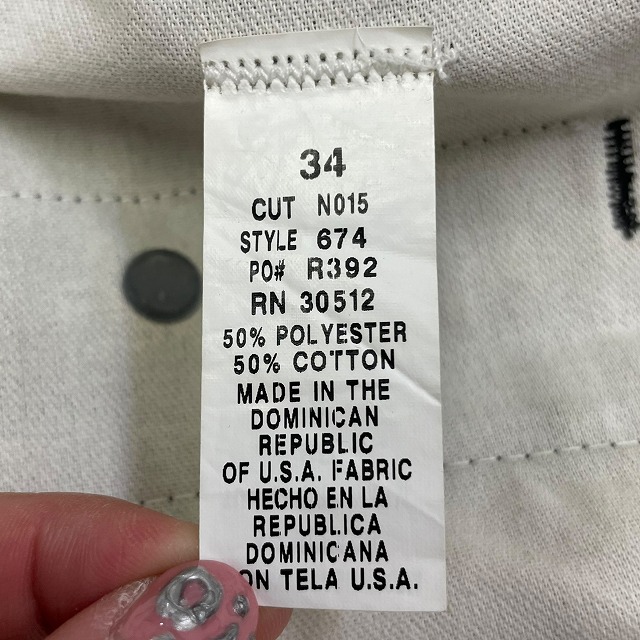 34
CUT N015
STYLE 674
PO# R392
RN 30512
50% POLYESTER
50% COTTON
MADE IN THE
DOMINICAN
REPUBLIC
OF U.S.A. FABRIC
HECHO EN LA
REPUBLICA
DOMINICANA
TELA U.S.A.